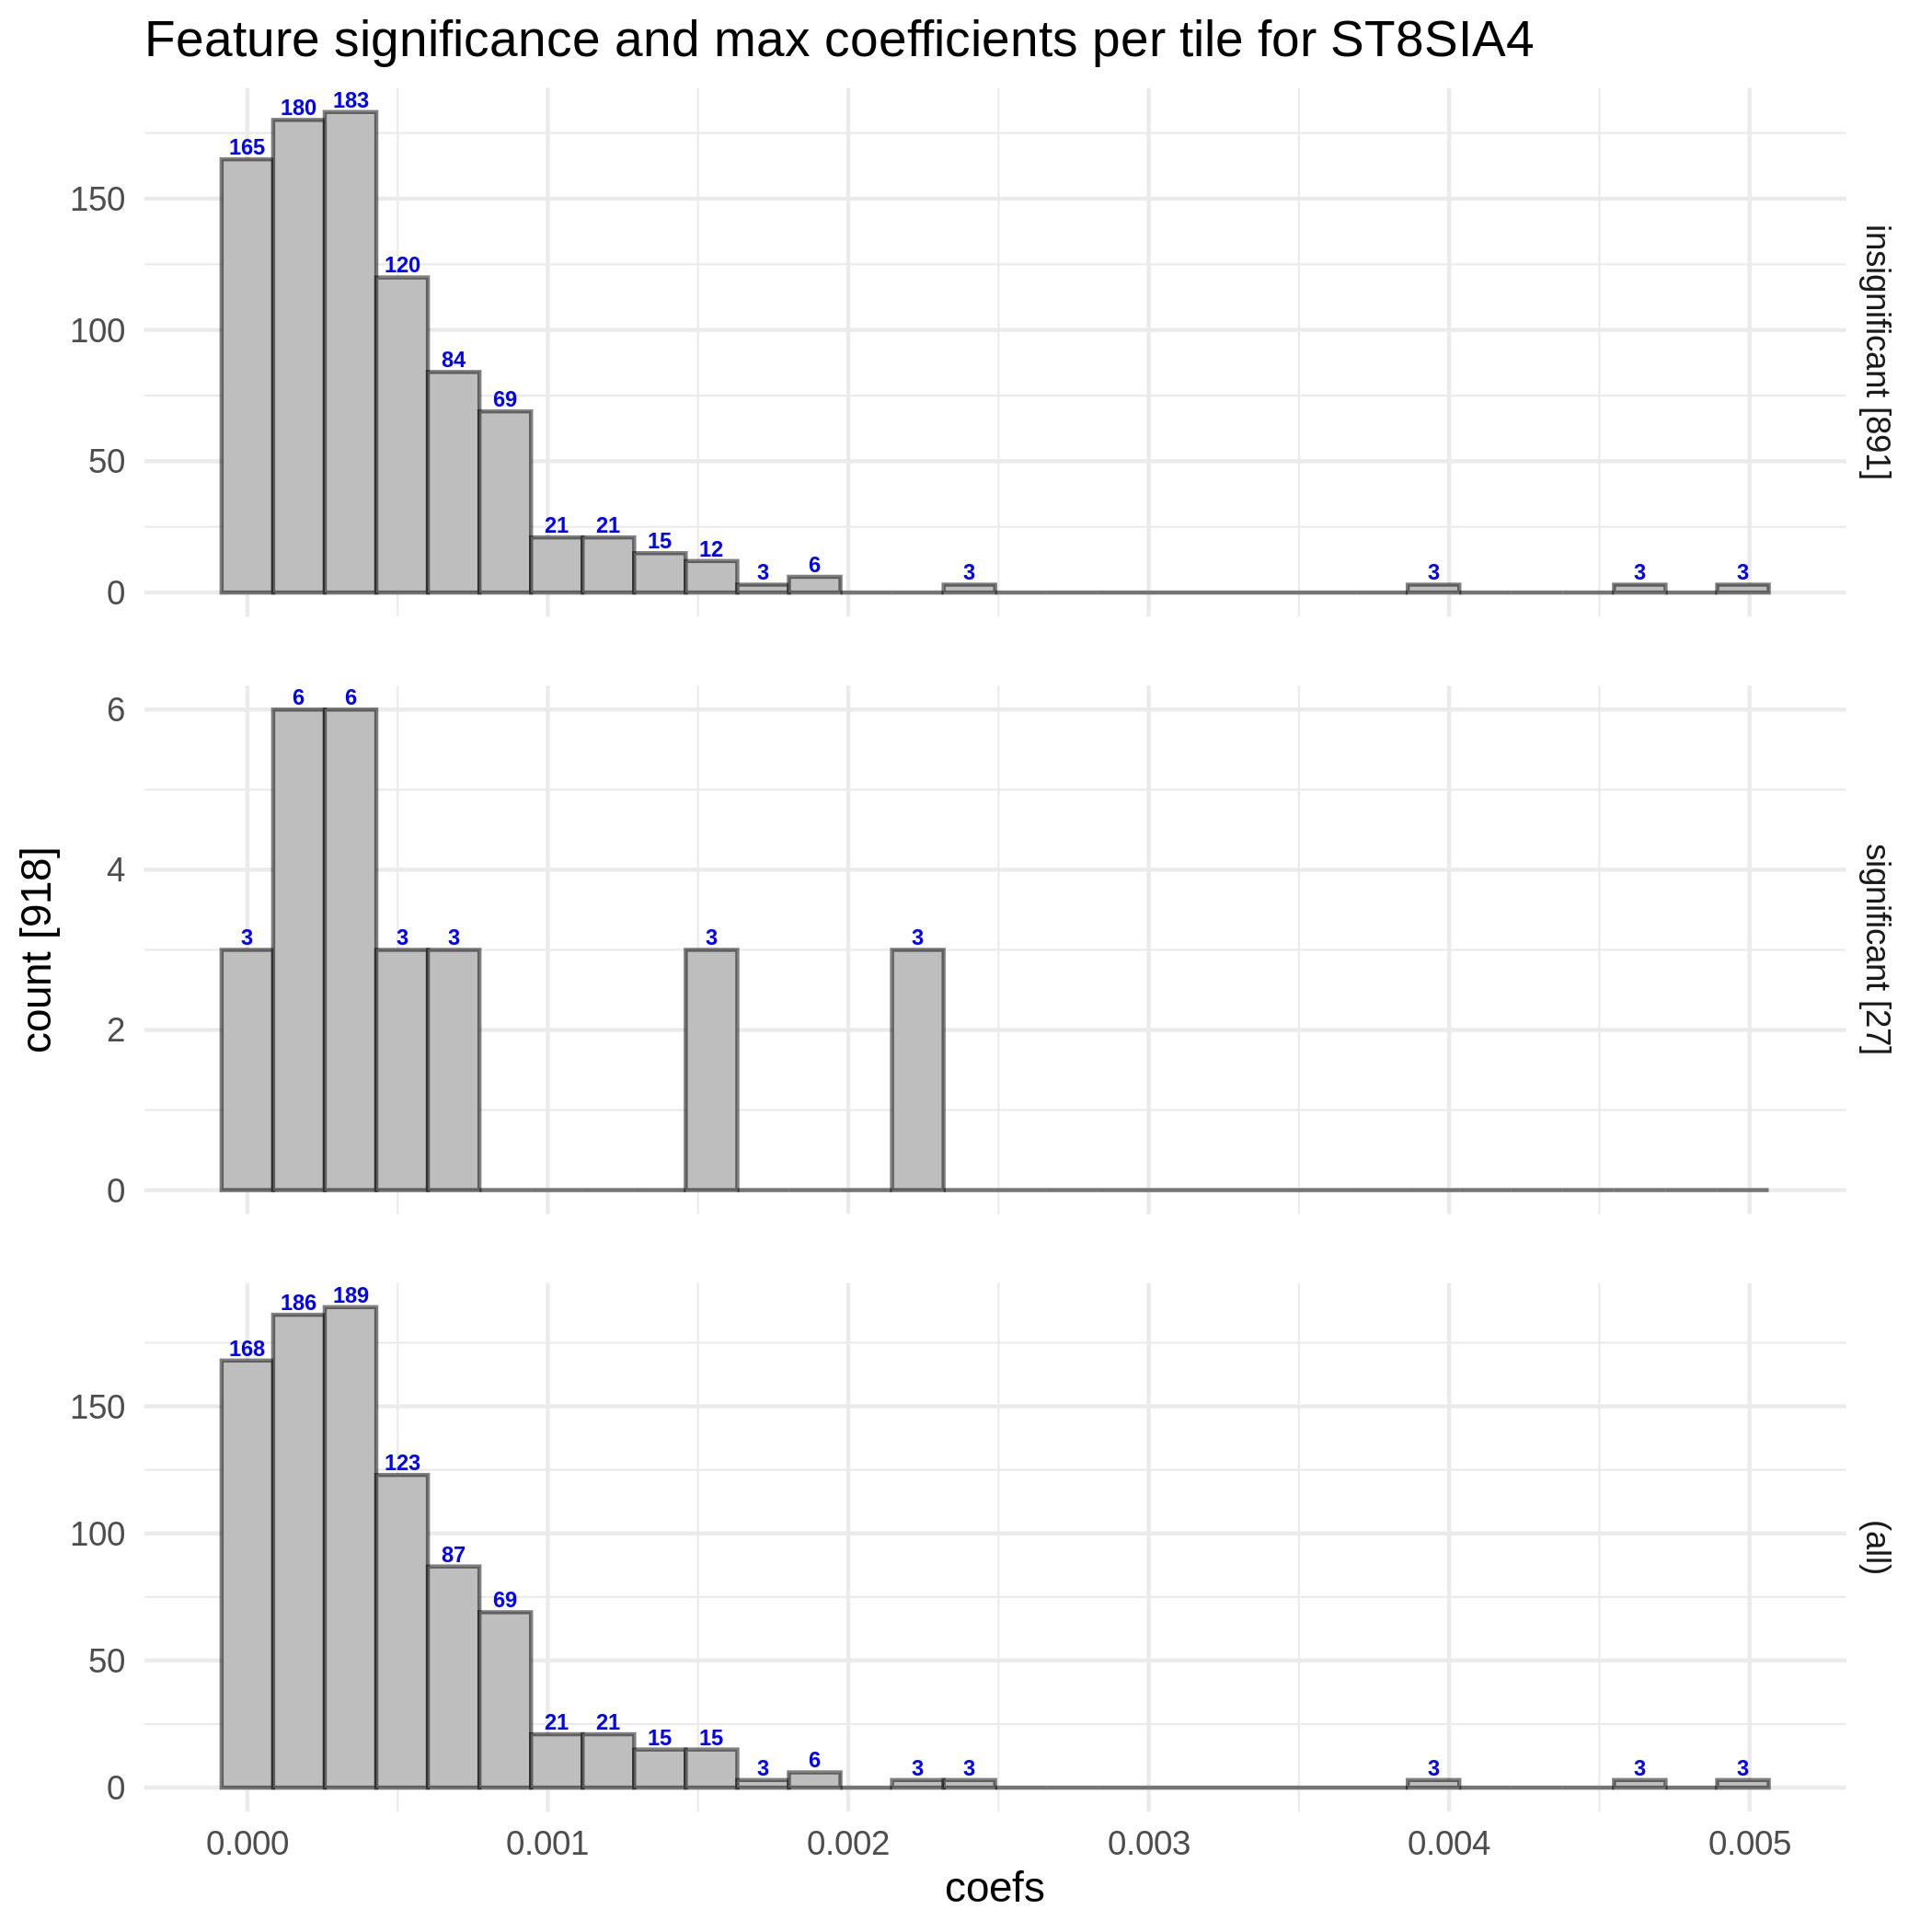 Feature significance and max coefficients per tile for ST8SIA4
165 180 183 120 84 69 21 21 15 12 3 6 3 3 3 3
150
100
50
0
insignificant [891]
3 6 6 3 3 3 3
6
4
2
0
significant [27]
count [918]
168 186 189 123 87 69 21 21 15 15 3 6 3 3 3 3 3
150
100
50
0
(all)
0.000 0.001 0.002 0.003 0.004 0.005
coefs